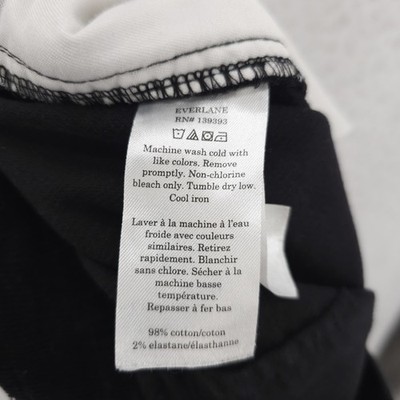 EVERLANE
RN# 139393
Machine wash cold with
like colors. Remove
promptly. Non-chlorine
bleach only. Tumble dry low.
Cool iron
Laver à la machine à l'eau
froide avec couleurs
similaires. Retirez
rapidement. Blanchir
sans chlore. Sécher à la
machine basse
température.
Repasser à fer bas
98% cotton/coton
2% elastane/élasthanne